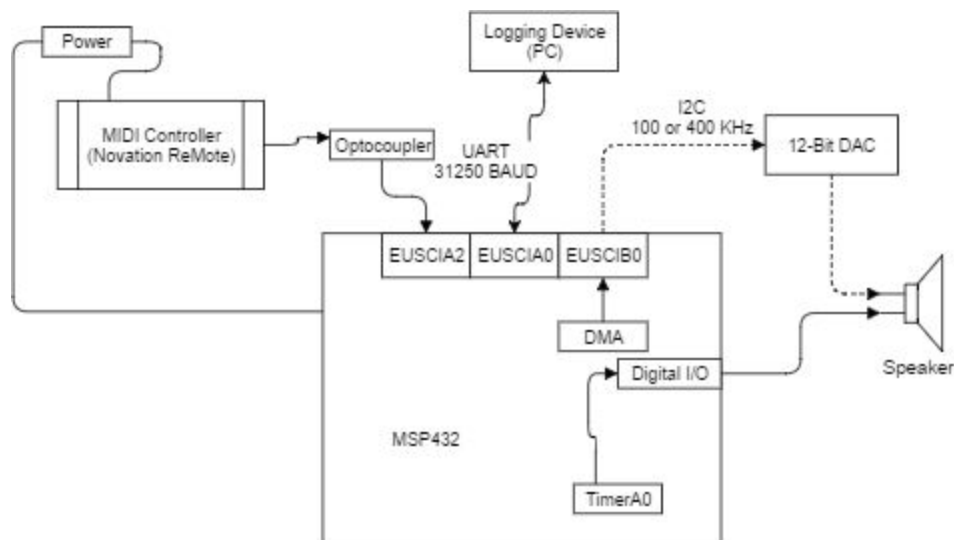 Power
Logging Device
(PC)
MIDI Controller
(Novation ReMote)
Optocoupler
UART
31250 BAUD
I2C
100 or 400 KHz
12-Bit DAC
EUSCIA2
EUSCIA0
EUSCIB0
DMA
Digital I/O
Speaker
MSP432
TimerA0